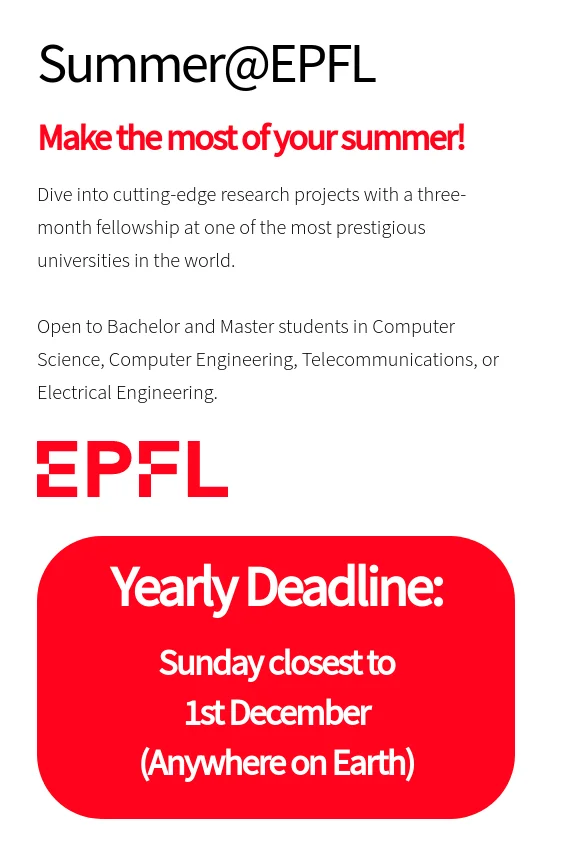 Summer@EPFL
Make the most of your summer!
Dive into cutting-edge research projects with a three-
month fellowship at one of the most prestigious
universities in the world.
Open to Bachelor and Master students in Computer
Science, Computer Engineering, Telecommunications, or
Electrical Engineering.
EPFL
Yearly Deadline:
Sunday closest to
1st December
(Anywhere on Earth)